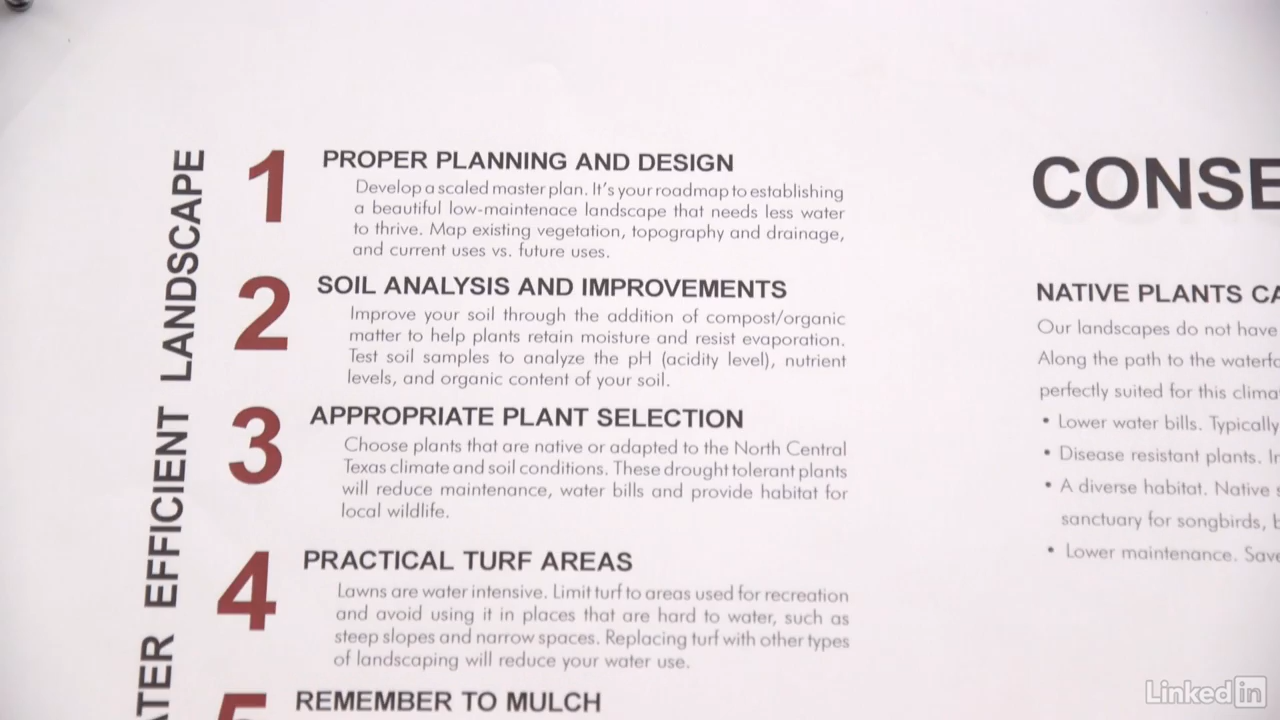 WATER EFFICIENT LANDSCAPE
1
PROPER PLANNING AND DESIGN
Develop a scaled master plan. It's your roadmap to establishing
a beautiful low-maintenace landscape that needs less water
to thrive. Map existing vegetation, topography and drainage,
and current uses vs. future uses.
2
SOIL ANALYSIS AND IMPROVEMENTS
Improve your soil through the addition of compost/organic
matter to help plants retain moisture and resist evaporation.
Test soil samples to analyze the pH (acidity level), nutrient
levels, and organic content of your soil.
3
APPROPRIATE PLANT SELECTION
Choose plants that are native or adapted to the North Central
Texas climate and soil conditions. These drought tolerant plants
will reduce maintenance, water bills and provide habitat for
local wildlife.
4
PRACTICAL TURF AREAS
Lawns are water intensive. Limit turf to areas used for recreation
and avoid using it in places that are hard to water, such as
steep slopes and narrow spaces. Replacing turf with other types
of landscaping will reduce your water use.
5
REMEMBER TO MULCH
CONSE
NATIVE PLANTS CA
Our landscapes do not have
Along the path to the waterfa
perfectly suited for this clima
• Lower water bills. Typically
• Disease resistant plants. In
• A diverse habitat. Native s
sanctuary for songbirds, b
• Lower maintenance. Save
Linked in